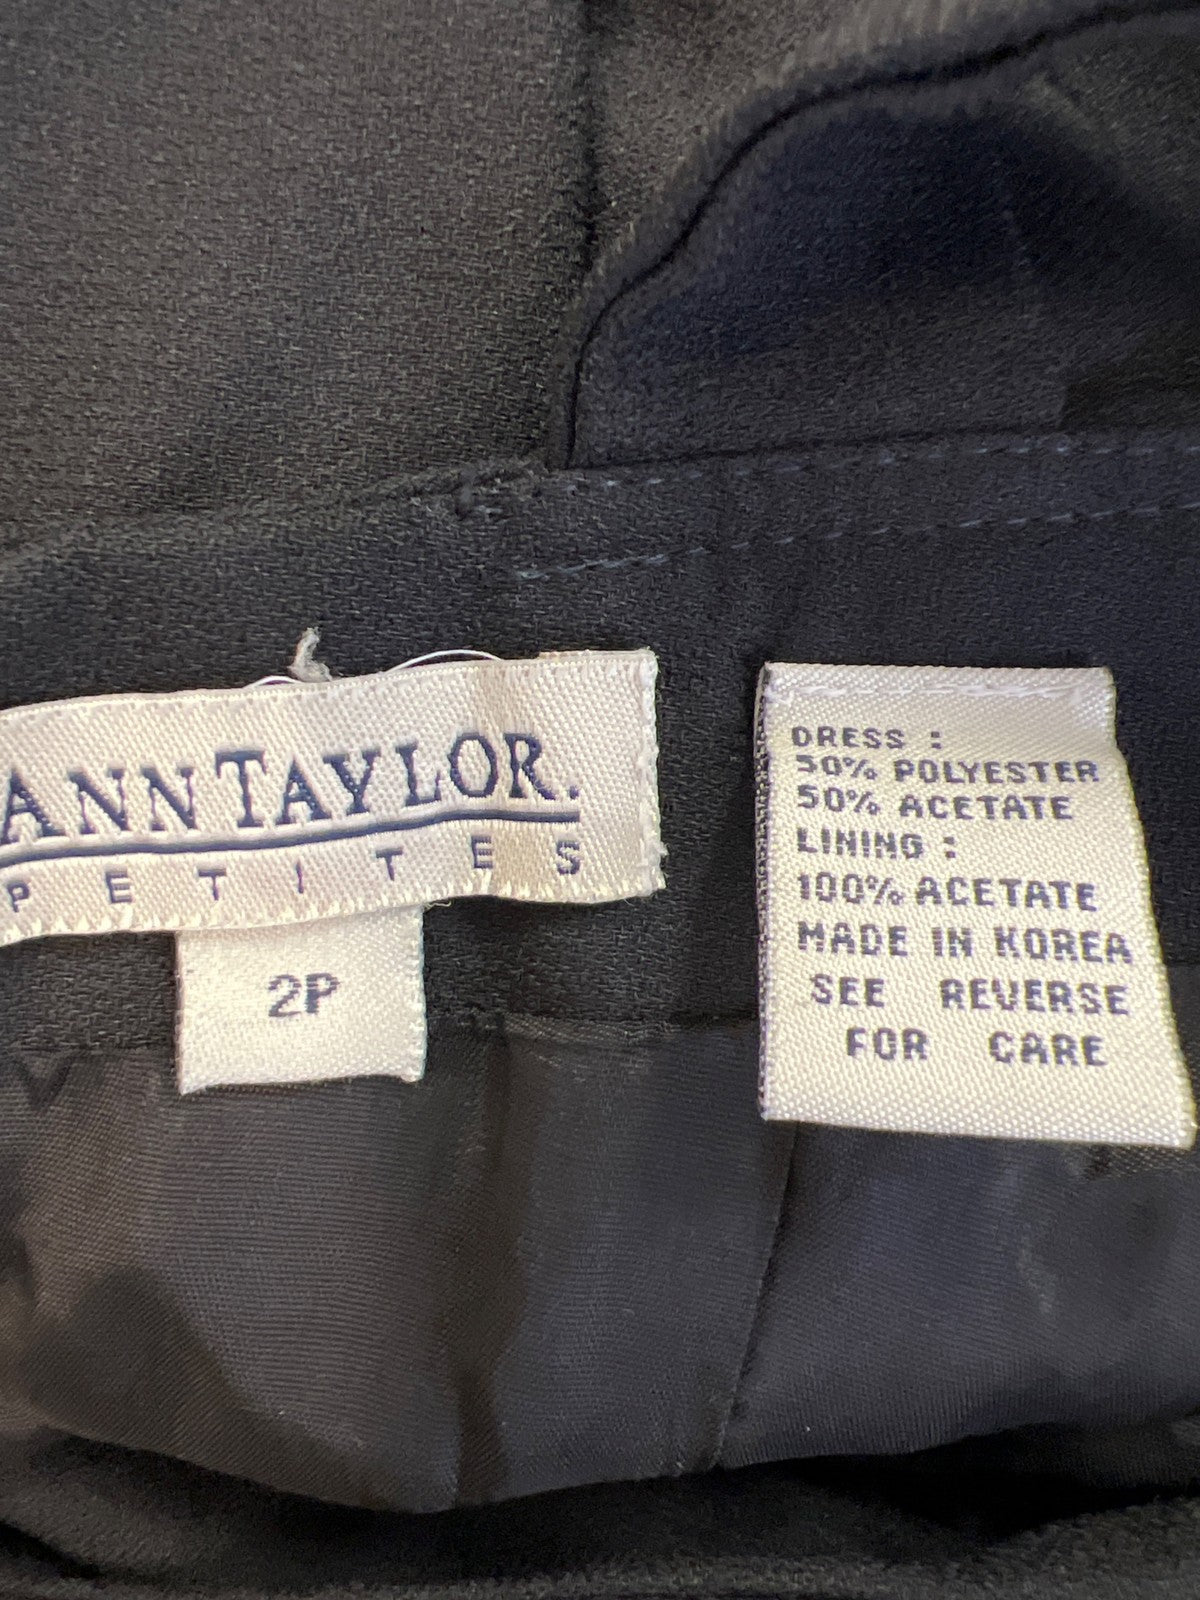 ANN TAYLOR.
PETITES
2P
DRESS :
50% POLYESTER
50% ACETATE
LINING :
100% ACETATE
MADE IN KOREA
SEE REVERSE
FOR CARE